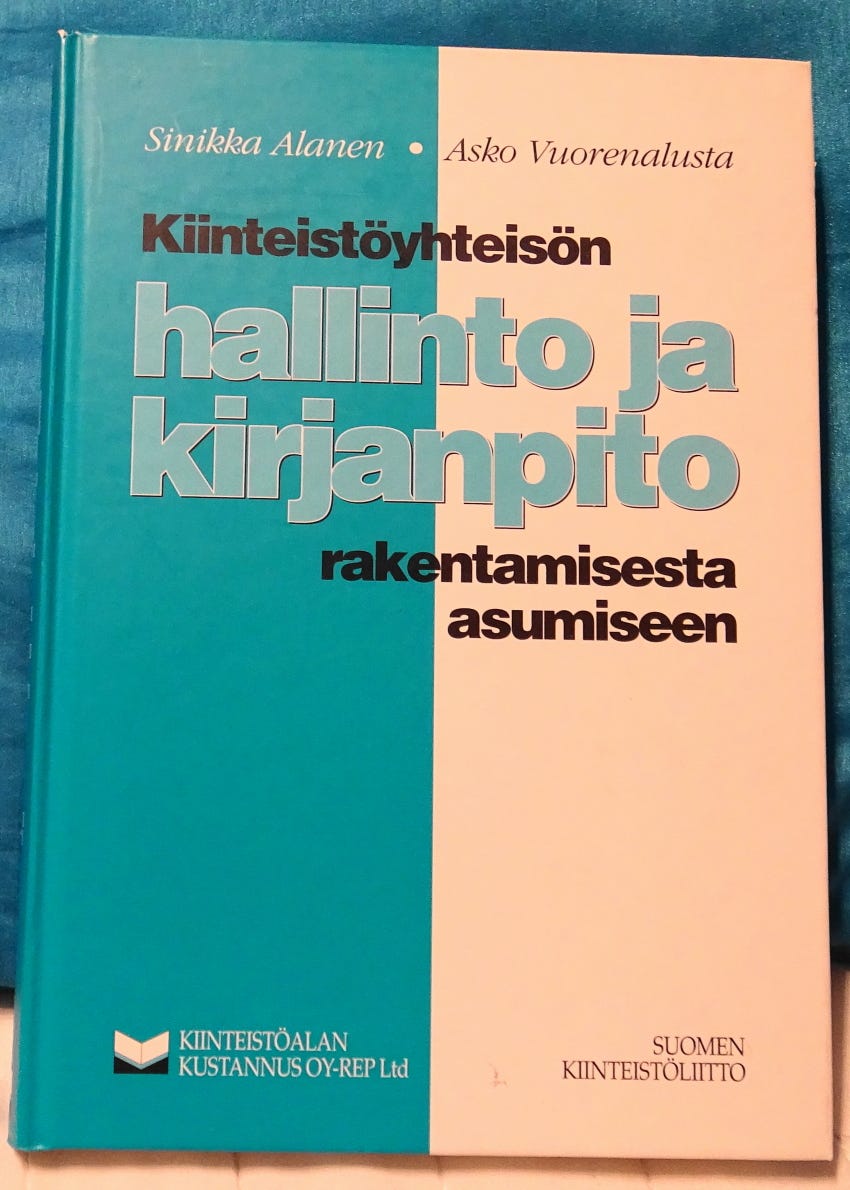 Sinikka Alanen • Asko Vuorenalusta
Kiinteistöyhteisön
hallinto ja
kirjanpito
rakentamisesta
asumiseen
KIINTEISTÖALAN
KUSTANNUS OY-REP Ltd
SUOMEN
KIINTEISTÖLIITTO